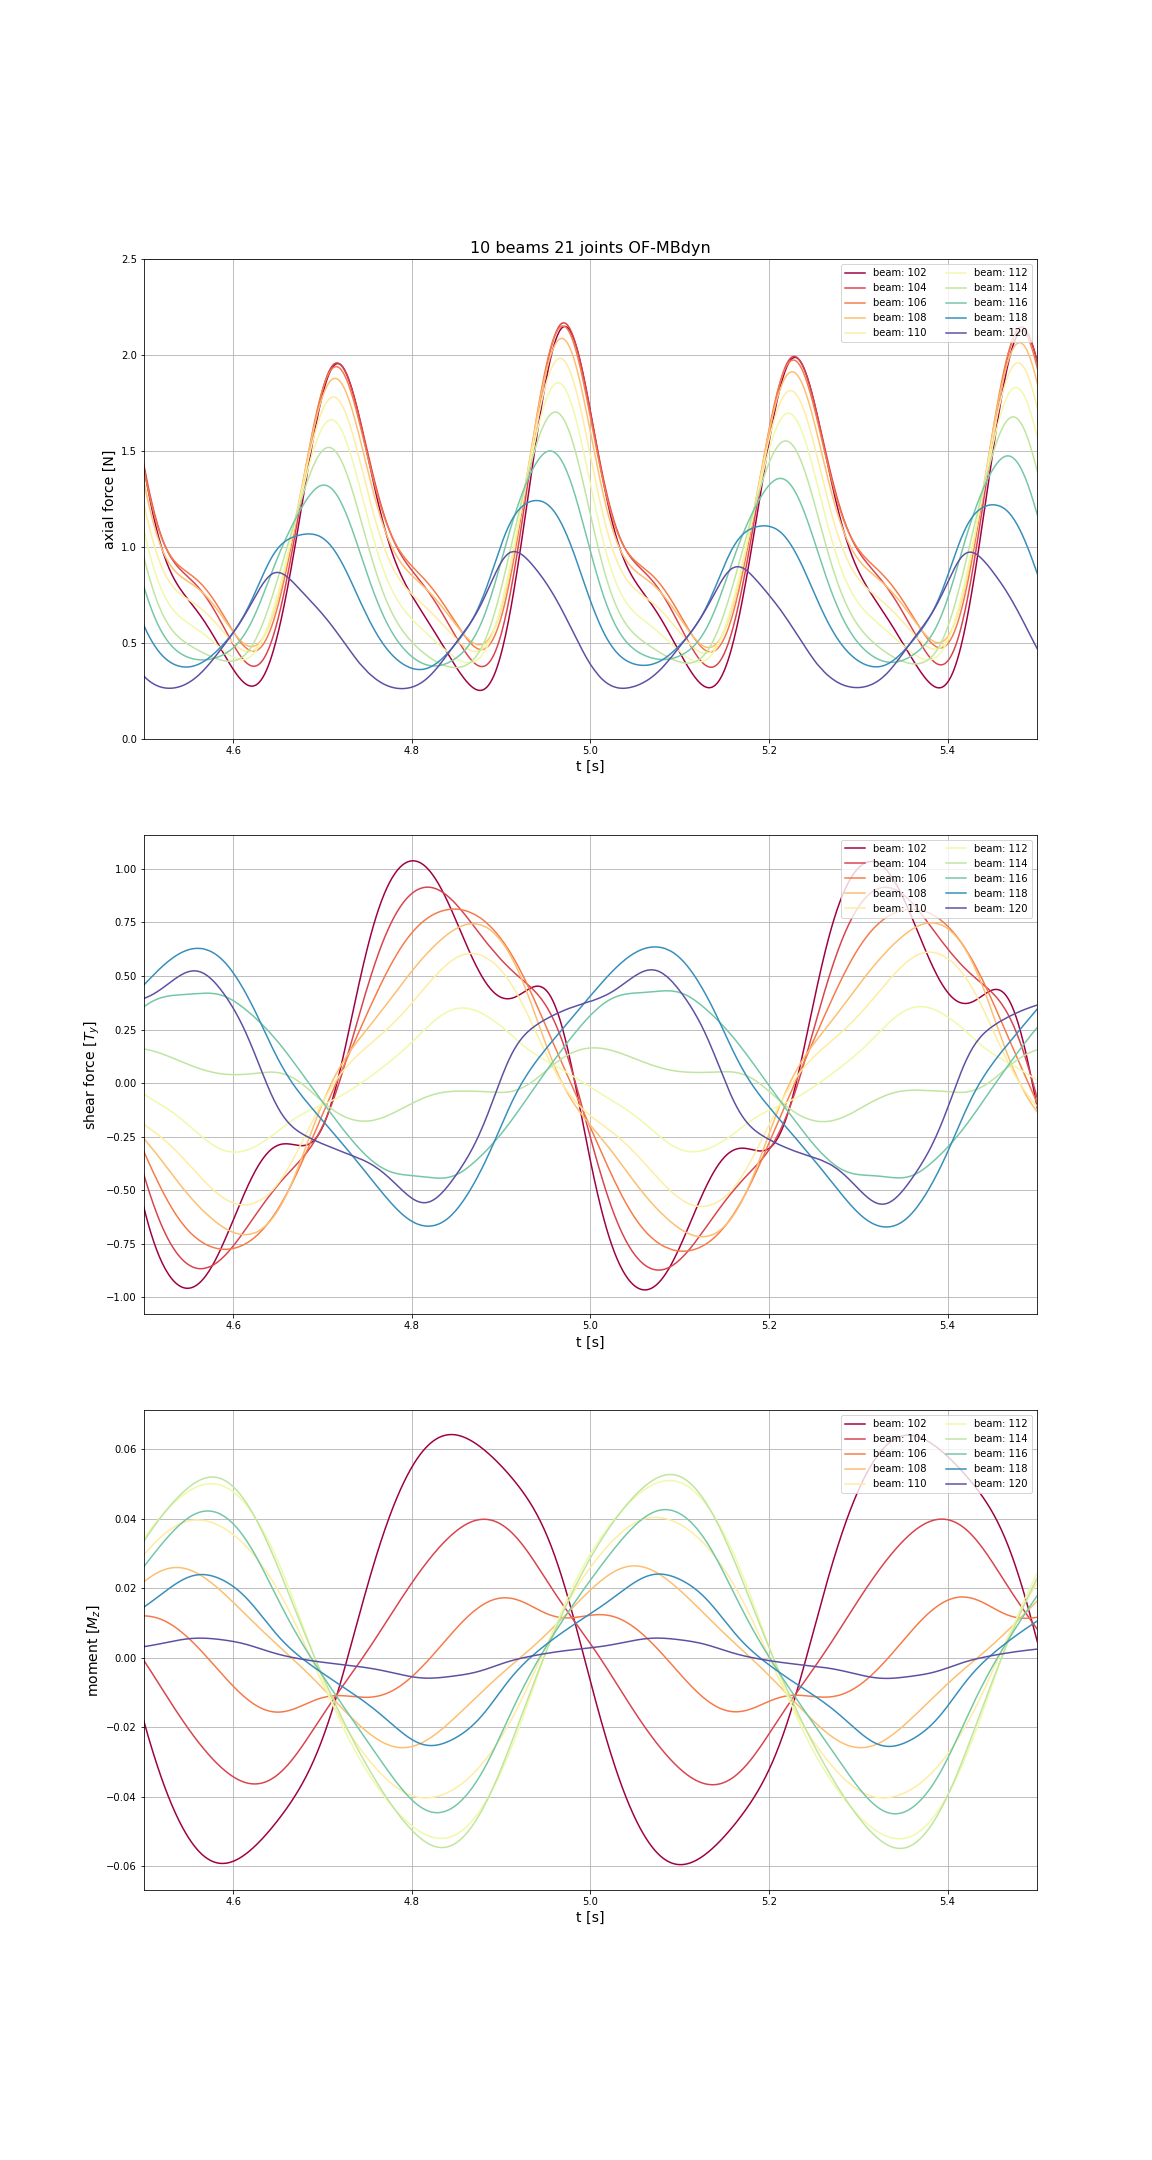 10 beams 21 joints OF-MBdyn
2.5
2.0
1.5
1.0
0.5
0.0
axial force [N]
beam: 102
beam: 104
beam: 106
beam: 108
beam: 110
beam: 112
beam: 114
beam: 116
beam: 118
beam: 120
4.6 4.8 5.0 5.2 5.4
t [s]
1.00
0.75
0.50
0.25
0.00
−0.25
−0.50
−0.75
−1.00
shear force [T_y]
beam: 102
beam: 104
beam: 106
beam: 108
beam: 110
beam: 112
beam: 114
beam: 116
beam: 118
beam: 120
4.6 4.8 5.0 5.2 5.4
t [s]
0.06
0.04
0.02
0.00
−0.02
−0.04
−0.06
moment [M_z]
beam: 102
beam: 104
beam: 106
beam: 108
beam: 110
beam: 112
beam: 114
beam: 116
beam: 118
beam: 120
4.6 4.8 5.0 5.2 5.4
t [s]